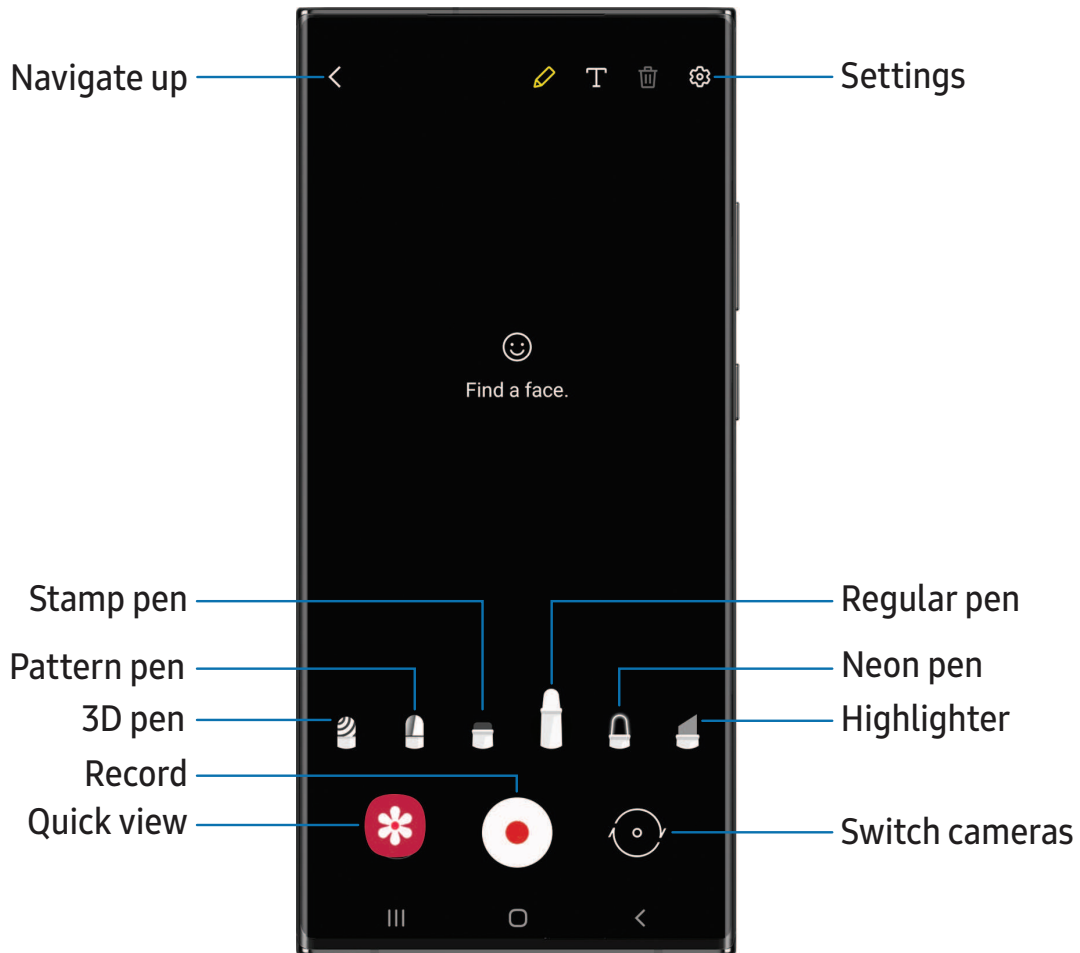 Navigate up
Settings
T
Find a face.
Stamp pen
Regular pen
Pattern pen
Neon pen
3D pen
Highlighter
Record
Quick view
Switch cameras